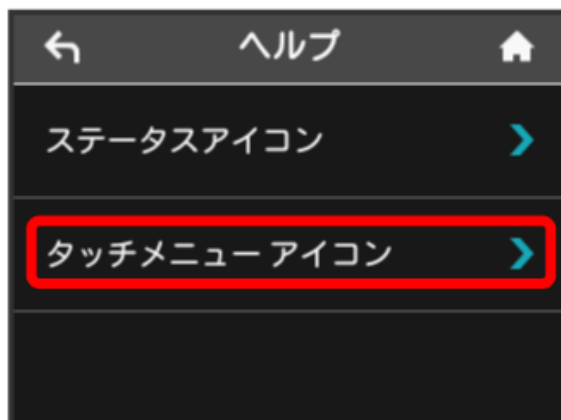 ヘルプ
ステータスアイコン
タッチメニュー アイコン